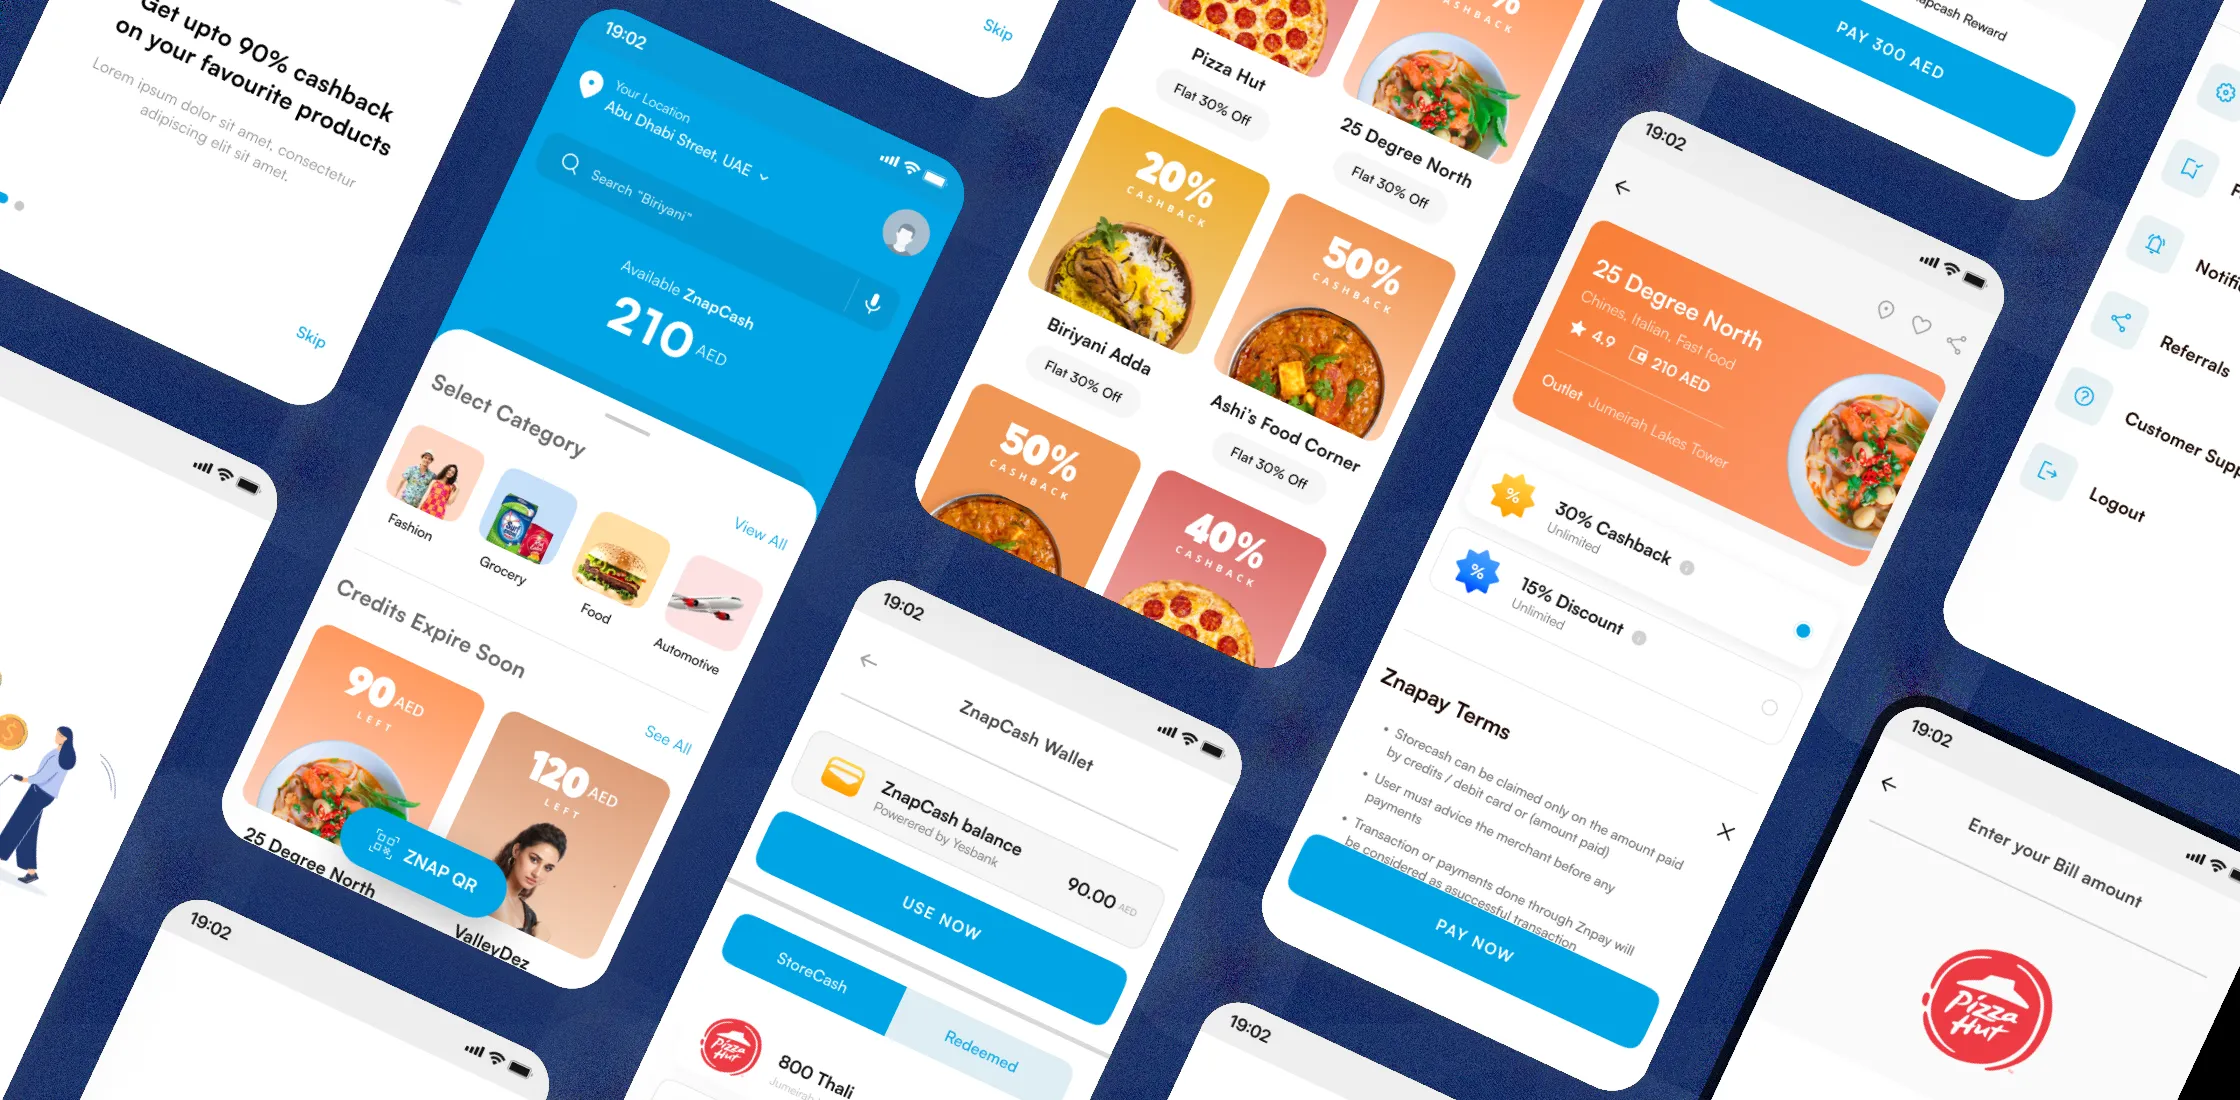 Get upto 90% cashback
on your favourite products
Lorem ipsum dolor sit amet, consectetur
adipiscing elit sit amet.
Skip
19:02
Your Location
Abu Dhabi Street, UAE
Search "Biriyani"
Available ZnapCash
210 AED
Select Category
View All
Fashion
Grocery
Food
Automotive
Credits Expire Soon
See All
90 AED
LEFT
25 Degree North
120 AED
LEFT
ValleyDez
ZNAP QR
19:02
Skip
CASHBACK
Pizza Hut
Flat 30% Off
%
CASHBACK
25 Degree North
Flat 30% Off
20%
CASHBACK
Biriyani Adda
Flat 30% Off
50%
CASHBACK
Ashi's Food Corner
Flat 30% Off
50%
CASHBACK
40%
CASHBACK
19:02
ZnapCash Wallet
ZnapCash balance
Powerered by Yesbank
90.00 AED
USE NOW
StoreCash
Redeemed
Pizza
Hut
800 Thali
PAY 300 AED
19:02
25 Degree North
Chines, Italian, Fast food
4.9
210 AED
Outlet Jumeirah Lakes Tower
30% Cashback
Unlimited
15% Discount
Unlimited
Znapay Terms
• Storecash can be claimed only on the amount paid
by credits / debit card or (amount paid)
• User must advice the merchant before any
payments
• Transaction or payments done through Znpay will
be considered as asuccessful transaction
PAY NOW
19:02
Referrals
Logout
19:02
Enter your Bill amount
Pizza
Hut